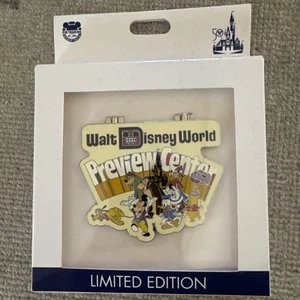 Walt Disney World
Preview Center
LIMITED EDITION